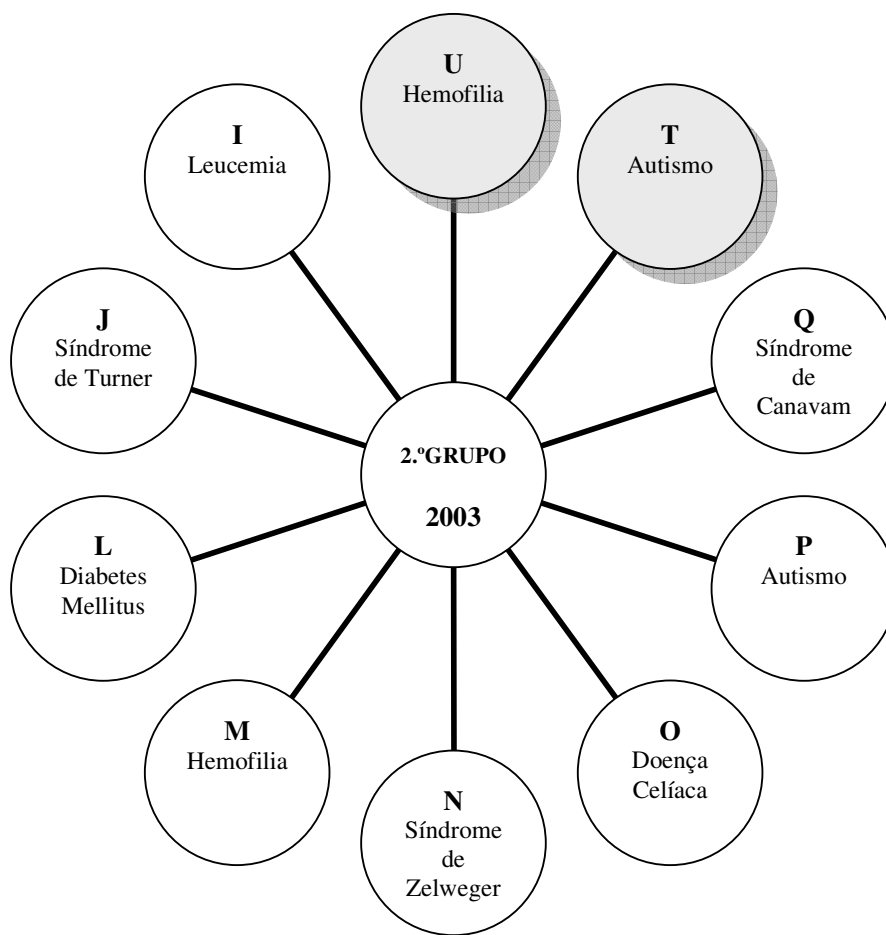 U
Hemofilia
T
Autismo
Q
Síndrome
de
Canavam
P
Autismo
O
Doença
Celíaca
N
Síndrome
de
Zelweger
M
Hemofilia
L
Diabetes
Mellitus
J
Síndrome
de Turner
I
Leucemia
2.ºGRUPO
2003